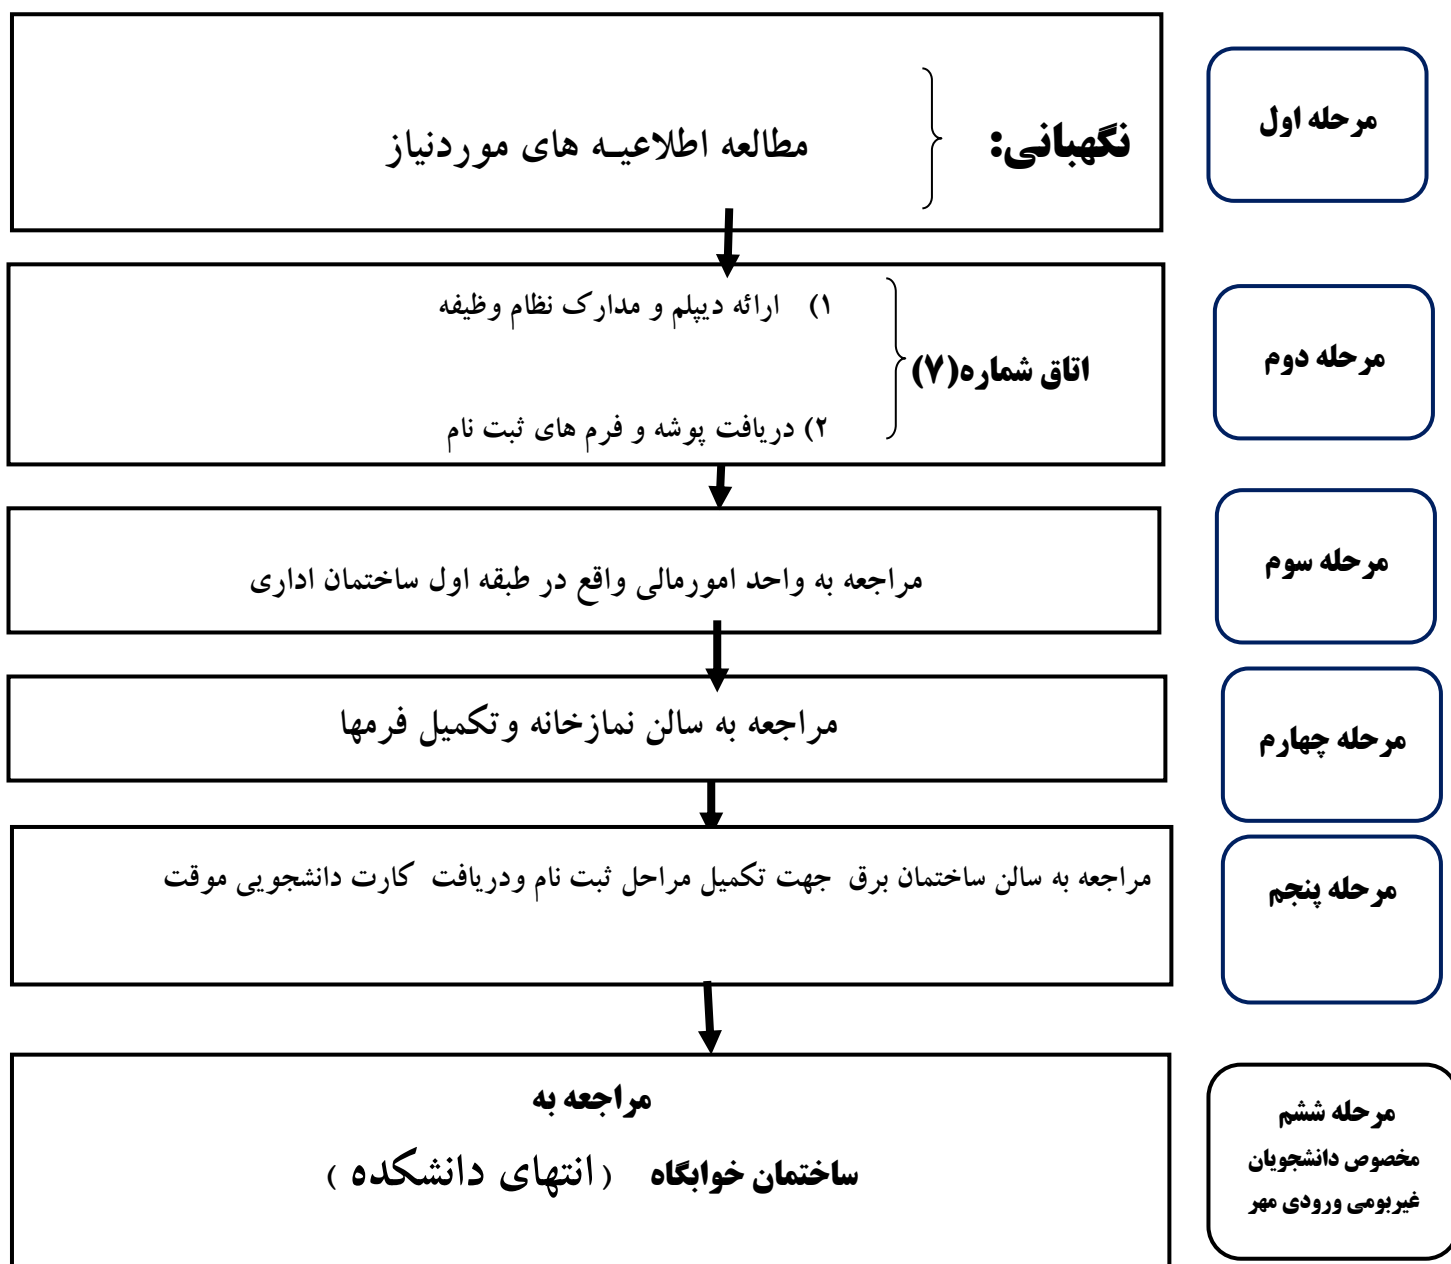 مرحله اول
نگهبانی: مطالعه اطلاعیـه های موردنیاز
مرحله دوم
اتاق شماره(۷)
۱) ارائه دیپلم و مدارک نظام وظیفه
۲) دریافت پوشه و فرم های ثبت نام
مرحله سوم
مراجعه به واحد امورمالی واقع در طبقه اول ساختمان اداری
مرحله چهارم
مراجعه به سالن نمازخانه وتکمیل فرمها
مرحله پنجم
مراجعه به سالن ساختمان برق جهت تکمیل مراحل ثبت نام ودریافت کارت دانشجویی موقت
مرحله ششم
مخصوص دانشجویان
غیربومی ورودی مهر
مراجعه به
ساختمان خوابگاه (انتهای دانشکده )